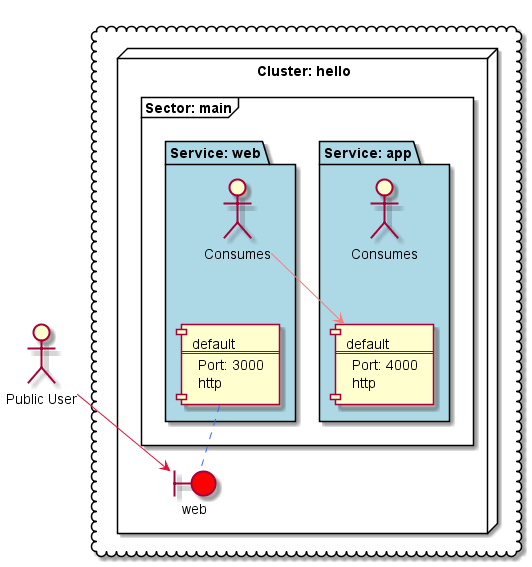 Cluster: hello
Sector: main
Service: web
Service: app
Consumes
Consumes
default
Port: 3000
http
default
Port: 4000
http
Public User
web